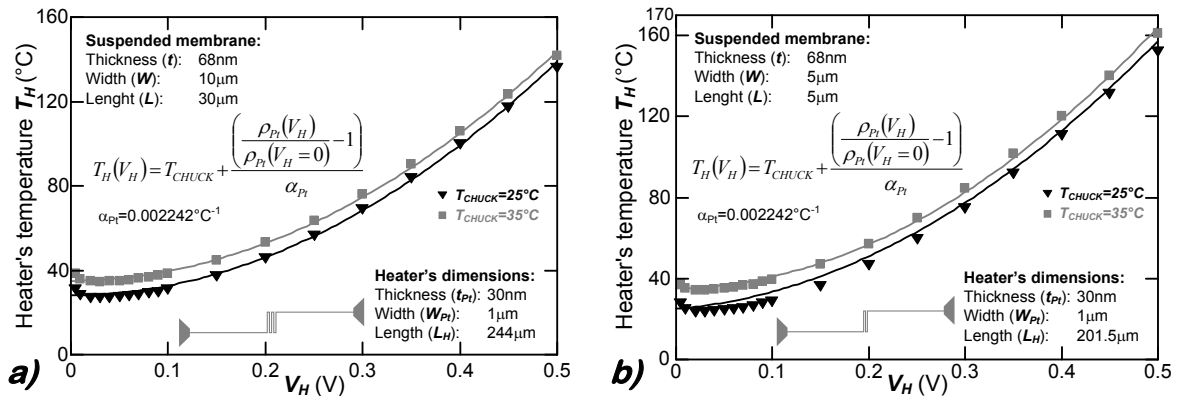 160
120
80
40
0
Heater's temperature T_H (°C)
Suspended membrane:
Thickness (t): 68nm
Width (W) 10μm
Lenght (L) 30μm
T_H(V_H) = T_CHUCK + ((ρ_Pt(V_H) / ρ_Pt(V_H = 0)) − 1) / α_Pt
α_Pt=0.002242°C⁻¹
T_CHUCK=25°C
T_CHUCK=35°C
Heater's dimensions:
Thickness (t_Pt) 30nm
Width (W_Pt): 1μm
Length (L_H): 244μm
0 0.1 0.2 0.3 0.4 0.5
V_H (V)
a)
170
160
120
80
40
0
Heater's temperature T_H (°C)
Suspended membrane:
Thickness (t): 68nm
Width (W) 5μm
Lenght (L) 5μm
T_H(V_H) = T_CHUCK + ((ρ_Pt(V_H) / ρ_Pt(V_H = 0)) − 1) / α_Pt
α_Pt=0.002242°C⁻¹
T_CHUCK=25°C
T_CHUCK=35°C
Heater's dimensions:
Thickness (t_Pt) 30nm
Width (W_Pt): 1μm
Length (L_H): 201.5μm
0 0.1 0.2 0.3 0.4 0.5
V_H (V)
b)